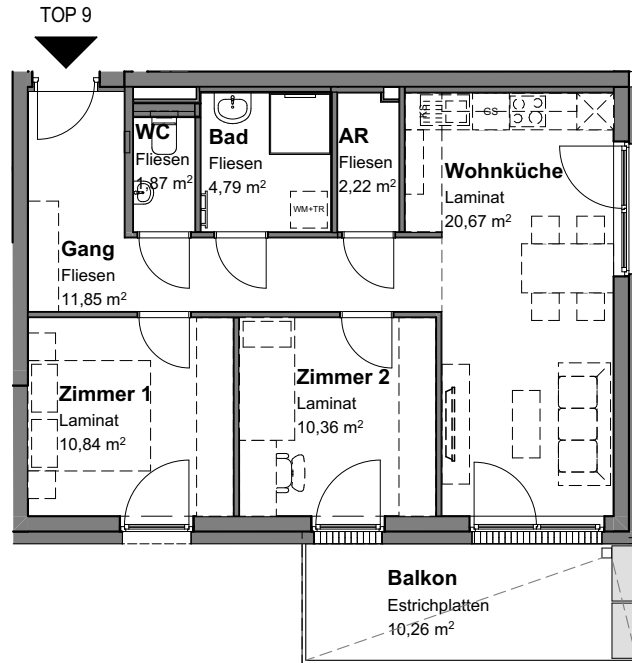 TOP 9
WC
Fliesen
1,87 m²
Bad
Fliesen
4,79 m²
AR
Fliesen
2,22 m²
Wohnküche
Laminat
20,67 m²
GS
WM+TR
Gang
Fliesen
11,85 m²
Zimmer 1
Laminat
10,84 m²
Zimmer 2
Laminat
10,36 m²
Balkon
Estrichplatten
10,26 m²